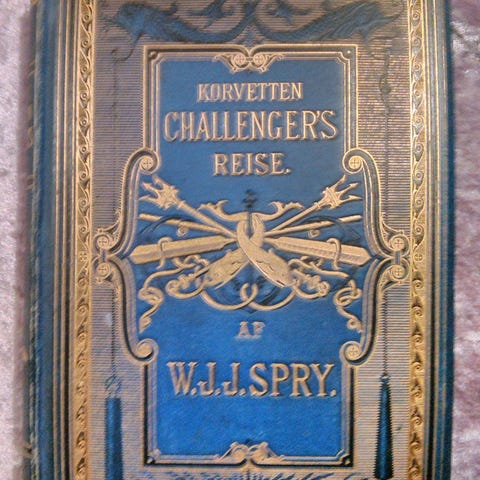 KORVETTEN
CHALLENGER'S
REISE.
AF
W.J.J.SPRY.